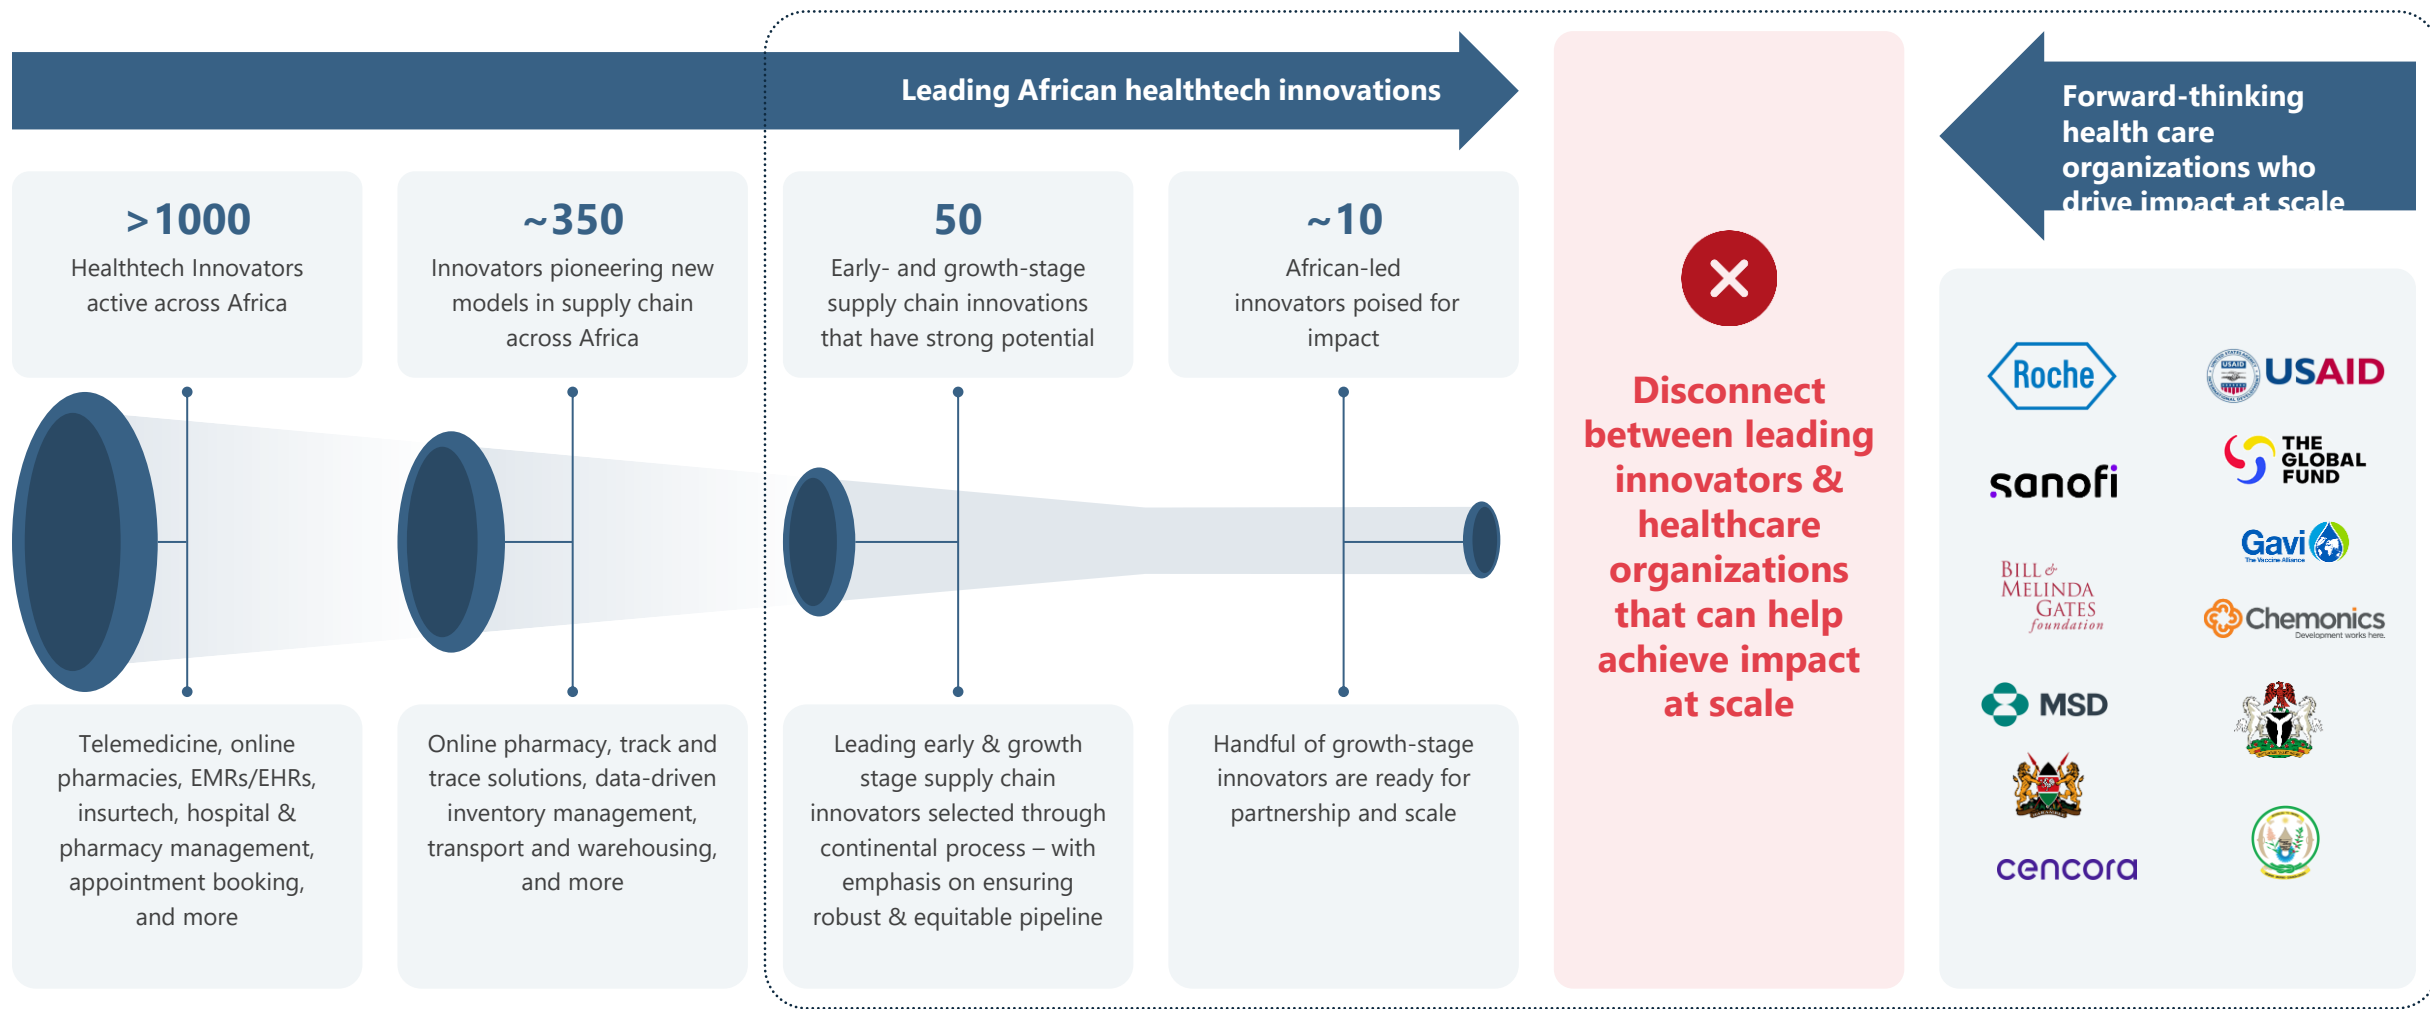 Leading African healthtech innovations
Forward-thinking
health care
organizations who
drive impact at scale
>1000
Healthtech Innovators
active across Africa
~350
Innovators pioneering new
models in supply chain
across Africa
50
Early- and growth-stage
supply chain innovations
that have strong potential
~10
African-led
innovators poised for
impact
Telemedicine, online
pharmacies, EMRs/EHRs,
insurtech, hospital &
pharmacy management,
appointment booking,
and more
Online pharmacy, track and
trace solutions, data-driven
inventory management,
transport and warehousing,
and more
Leading early & growth
stage supply chain
innovators selected through
continental process – with
emphasis on ensuring
robust & equitable pipeline
Handful of growth-stage
innovators are ready for
partnership and scale
Disconnect
between leading
innovators &
healthcare
organizations
that can help
achieve impact
at scale
Roche
USAID
sanofi
THE
GLOBAL
FUND
Gavi
The Vaccine Alliance
BILL &
MELINDA
GATES
foundation
Chemonics
Development works here.
MSD
cencora